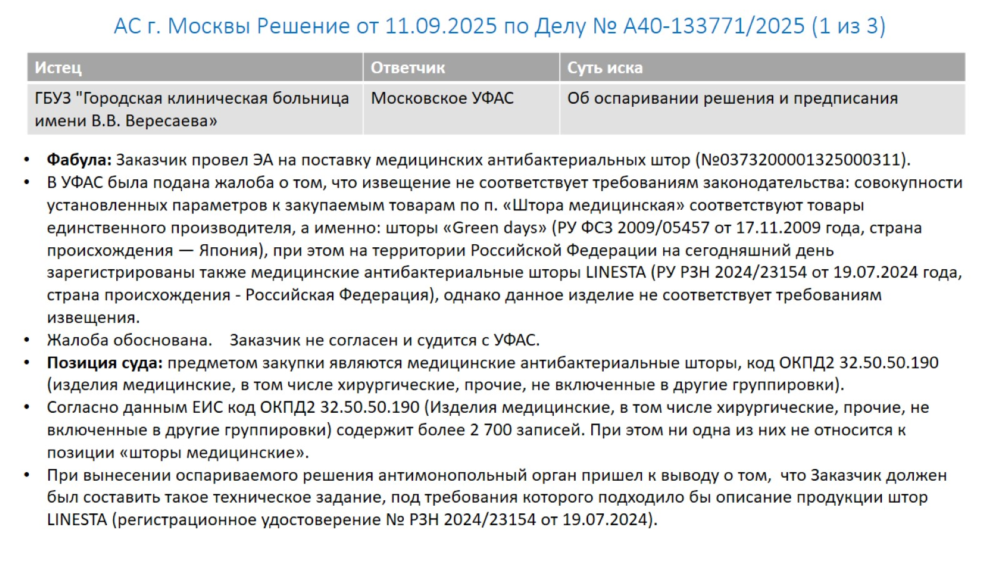 АС г. Москвы Решение от 11.09.2025 по Делу № А40-133771/2025 (1 из 3)
Истец
Ответчик
Суть иска
ГБУЗ "Городская клиническая больница
имени В.В. Вересаева»
Московское УФАС
Об оспаривании решения и предписания
• Фабула: Заказчик провел ЭА на поставку медицинских антибактериальных штор (№0373200001325000311).
• В УФАС была подана жалоба о том, что извещение не соответствует требованиям законодательства: совокупности
установленных параметров к закупаемым товарам по п. «Штора медицинская» соответствуют товары
единственного производителя, а именно: шторы «Green days» (РУ ФСЗ 2009/05457 от 17.11.2009 года, страна
происхождения — Япония), при этом на территории Российской Федерации на сегодняшний день
зарегистрированы также медицинские антибактериальные шторы LINESTA (РУ РЗН 2024/23154 от 19.07.2024 года,
страна происхождения - Российская Федерация), однако данное изделие не соответствует требованиям
извещения.
• Жалоба обоснована. Заказчик не согласен и судится с УФАС.
• Позиция суда: предметом закупки являются медицинские антибактериальные шторы, код ОКПД2 32.50.50.190
(изделия медицинские, в том числе хирургические, прочие, не включенные в другие группировки).
• Согласно данным ЕИС код ОКПД2 32.50.50.190 (Изделия медицинские, в том числе хирургические, прочие, не
включенные в другие группировки) содержит более 2 700 записей. При этом ни одна из них не относится к
позиции «шторы медицинские».
• При вынесении оспариваемого решения антимонопольный орган пришел к выводу о том, что Заказчик должен
был составить такое техническое задание, под требования которого подходило бы описание продукции штор
LINESTA (регистрационное удостоверение № РЗН 2024/23154 от 19.07.2024).